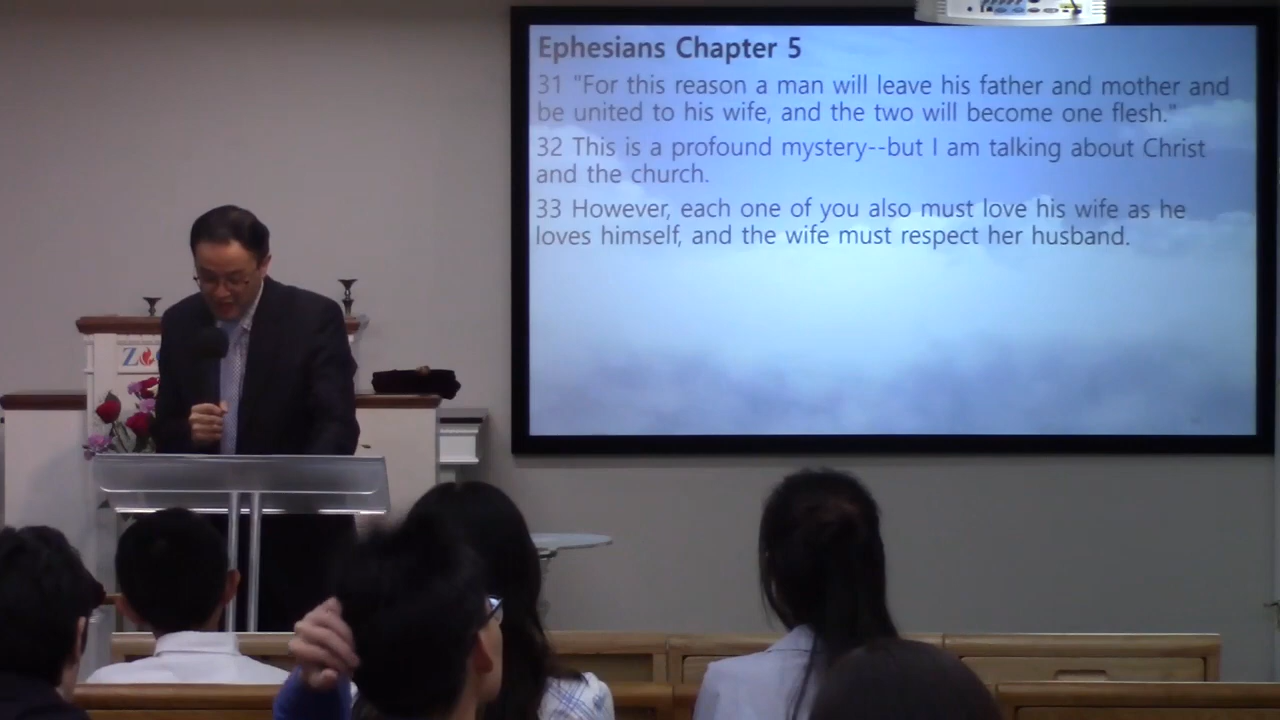 Ephesians Chapter 5
31 "For this reason a man will leave his father and mother and
be united to his wife, and the two will become one flesh."
32 This is a profound mystery--but I am talking about Christ
and the church.
33 However, each one of you also must love his wife as he
loves himself, and the wife must respect her husband.